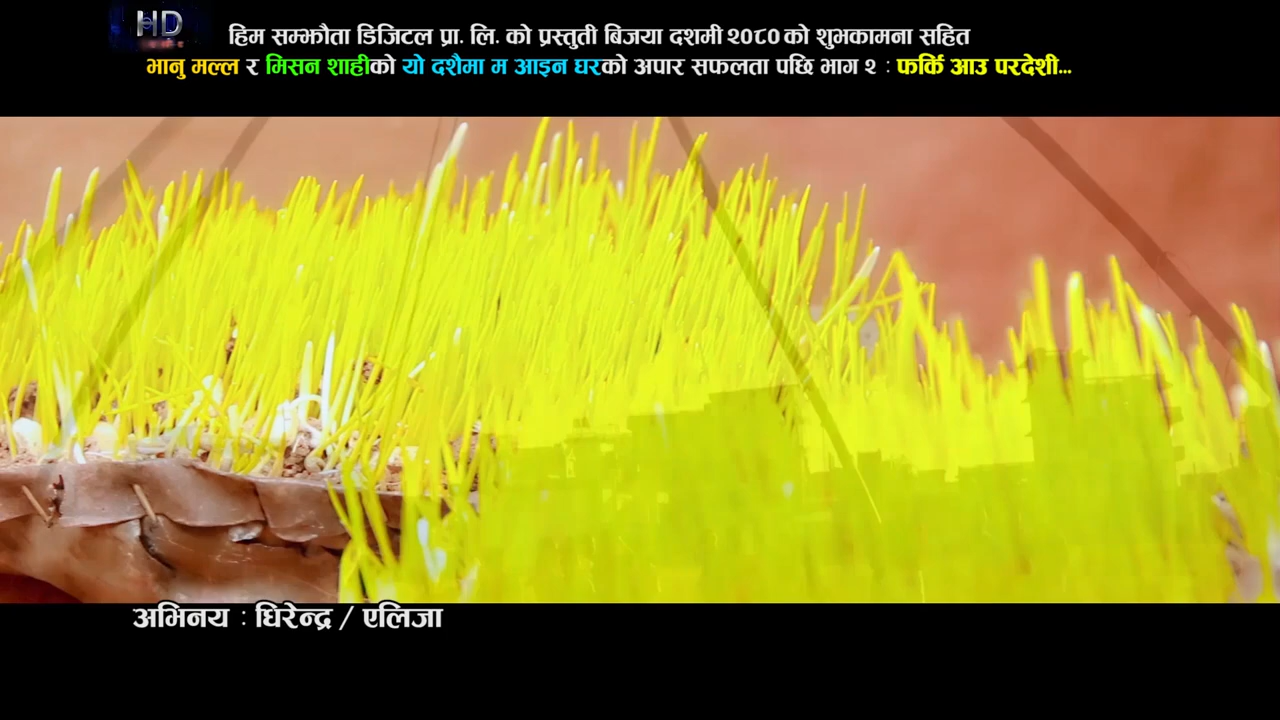 HD
हिम सम्झौता डिजिटल प्रा. लि. को प्रस्तुती बिजया दशमी २०८० को शुभकामना सहित
भानु मल्ल र मिसन शाहीको यो दशैमा म आइन घरको अपार सफलता पछि भाग २ : फर्कि आउ परदेशी...
अभिनय : धिरेन्द्र / एलिजा